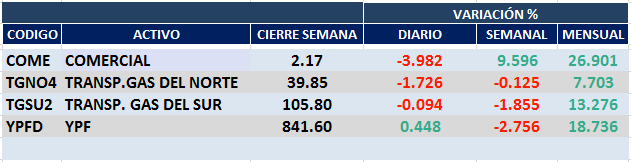 VARIACIÓN %
CODIGO ACTIVO CIERRE SEMANA DIARIO SEMANAL MENSUAL
COME COMERCIAL 2.17 -3.982 9.596 26.901
TGNO4 TRANSP.GAS DEL NORTE 39.85 -1.726 -0.125 7.703
TGSU2 TRANSP. GAS DEL SUR 105.80 -0.094 -1.855 13.276
YPFD YPF 841.60 0.448 -2.756 18.736